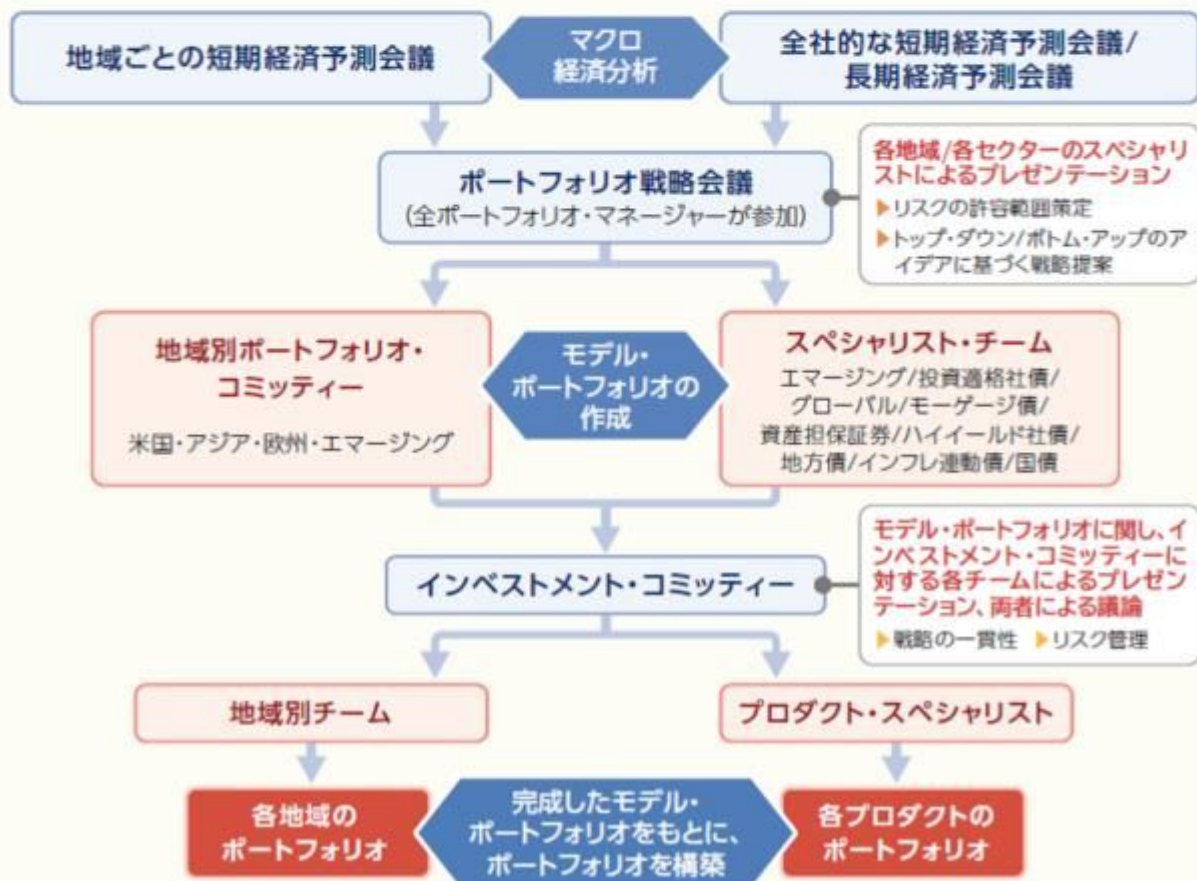 地域ごとの短期経済予測会議
マクロ
経済分析
全社的な短期経済予測会議/
長期経済予測会議
ポートフォリオ戦略会議
(全ポートフォリオ・マネージャーが参加)
各地域/各セクターのスペシャリ
ストによるプレゼンテーション
▶リスクの許容範囲策定
▶トップ・ダウン/ボトム・アップのア
イデアに基づく戦略提案
地域別ポートフォリオ・
コミッティー
米国・アジア・欧州・エマージング
モデル・
ポートフォリオの
作成
スペシャリスト・チーム
エマージング/投資適格社債/
グローバル/モーゲージ債/
資産担保証券/ハイイールド社債/
地方債/インフレ連動債/国債
インベストメント・コミッティー
モデル・ポートフォリオに関し、イ
ンベストメント・コミッティーに
対する各チームによるプレゼン
テーション、両者による議論
▶戦略の一貫性 ▶リスク管理
地域別チーム
プロダクト・スペシャリスト
各地域の
ポートフォリオ
完成したモデル・
ポートフォリオをもとに、
ポートフォリオを構築
各プロダクトの
ポートフォリオ